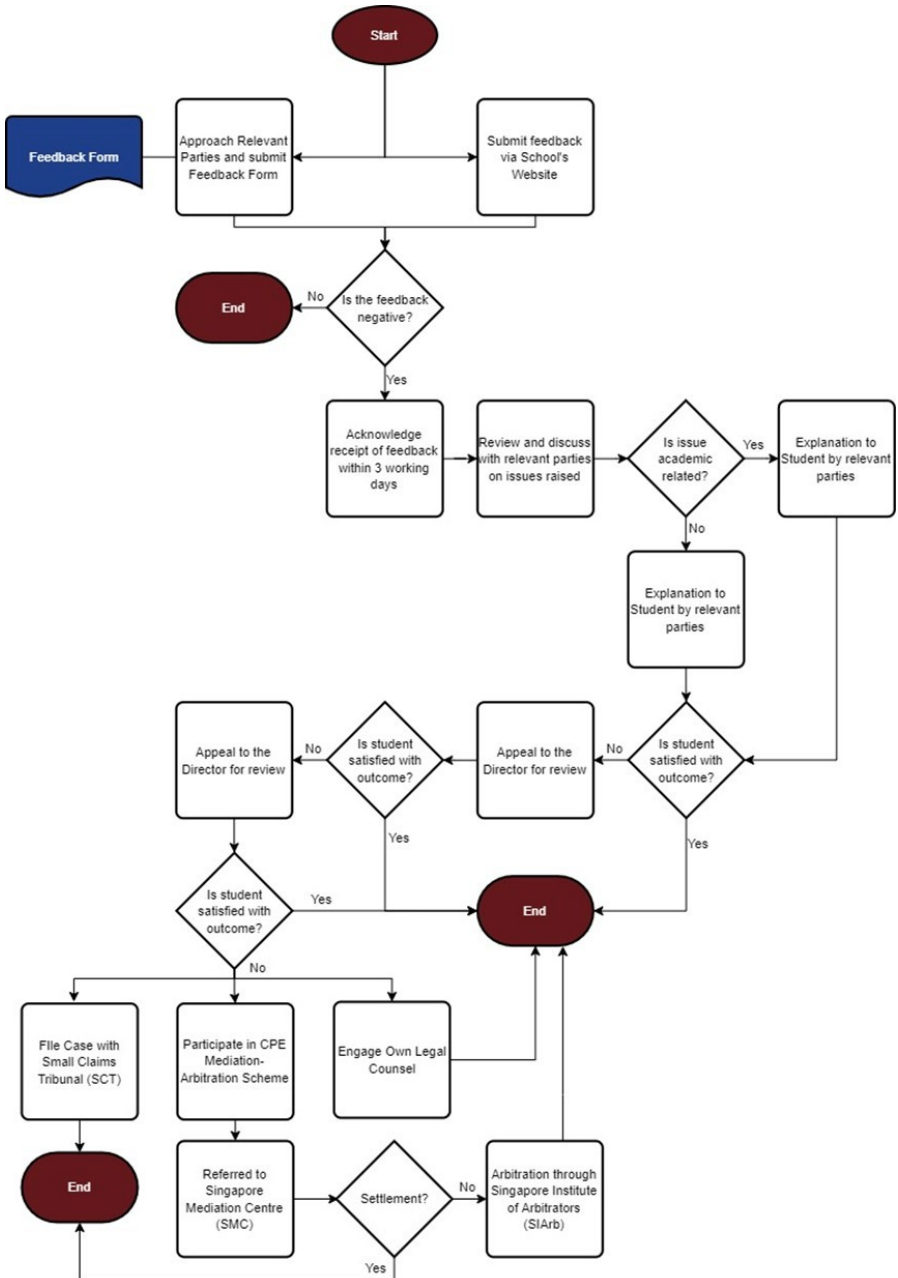 Start
Feedback Form
Approach Relevant
Parties and submit
Feedback Form
Submit feedback
via School's
Website
End
No
Is the feedback
negative?
Yes
Acknowledge
receipt of feedback
within 3 working
days
Review and discuss
with relevant parties
on issues raised
Is issue
academic
related?
Yes
Explanation to
Student by relevant
parties
No
Explanation to
Student by relevant
parties
Appeal to the
Director for review
No
Is student
satisfied with
outcome?
Appeal to the
Director for review
No
Is student
satisfied with
outcome?
Yes
Yes
Is student
satisfied with
outcome?
Yes
End
No
FIle Case with
Small Claims
Tribunal (SCT)
Participate in CPE
Mediation-
Arbitration Scheme
Engage Own Legal
Counsel
End
Referred to
Singapore
Mediation Centre
(SMC)
Settlement?
No
Arbitration through
Singapore Institute
of Arbitrators
(SIArb)
Yes